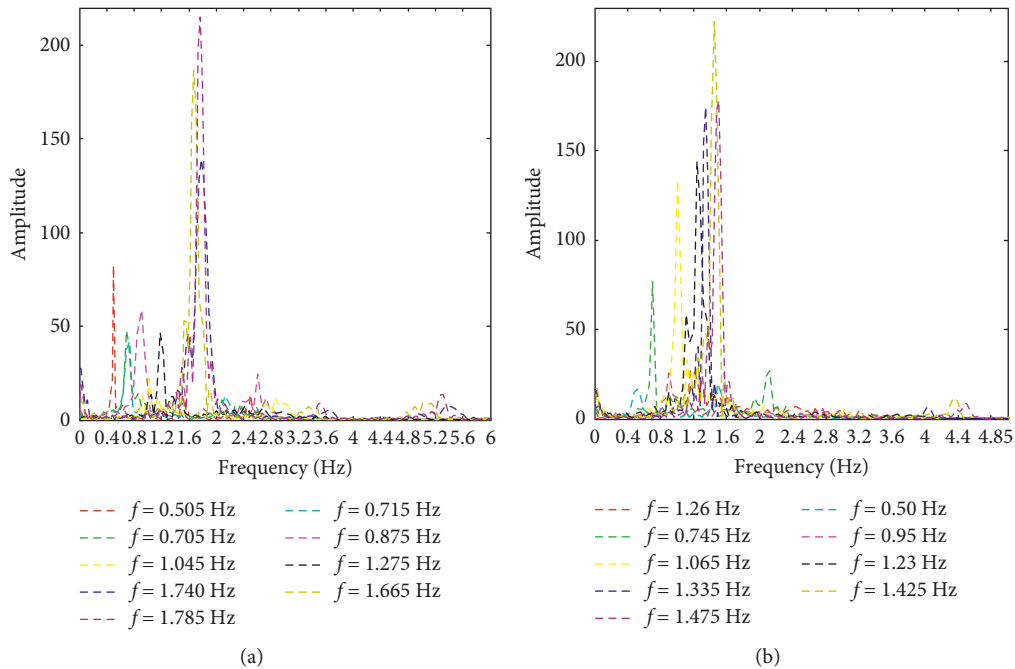 200
150
100
50
0
Amplitude
0 0.4 0.8 1.2 1.6 2 2.4 2.8 3.2 3.6 4 4.4 4.8 5.2 5.6 6
Frequency (Hz)
f = 0.505 Hz
f = 0.705 Hz
f = 1.045 Hz
f = 1.740 Hz
f = 1.785 Hz
f = 0.715 Hz
f = 0.875 Hz
f = 1.275 Hz
f = 1.665 Hz
(a)
200
150
100
50
0
Amplitude
0 0.4 0.8 1.2 1.6 2 2.4 2.8 3.2 3.6 4 4.4 4.85
Frequency (Hz)
f = 1.26 Hz
f = 0.745 Hz
f = 1.065 Hz
f = 1.335 Hz
f = 1.475 Hz
f = 0.50 Hz
f = 0.95 Hz
f = 1.23 Hz
f = 1.425 Hz
(b)